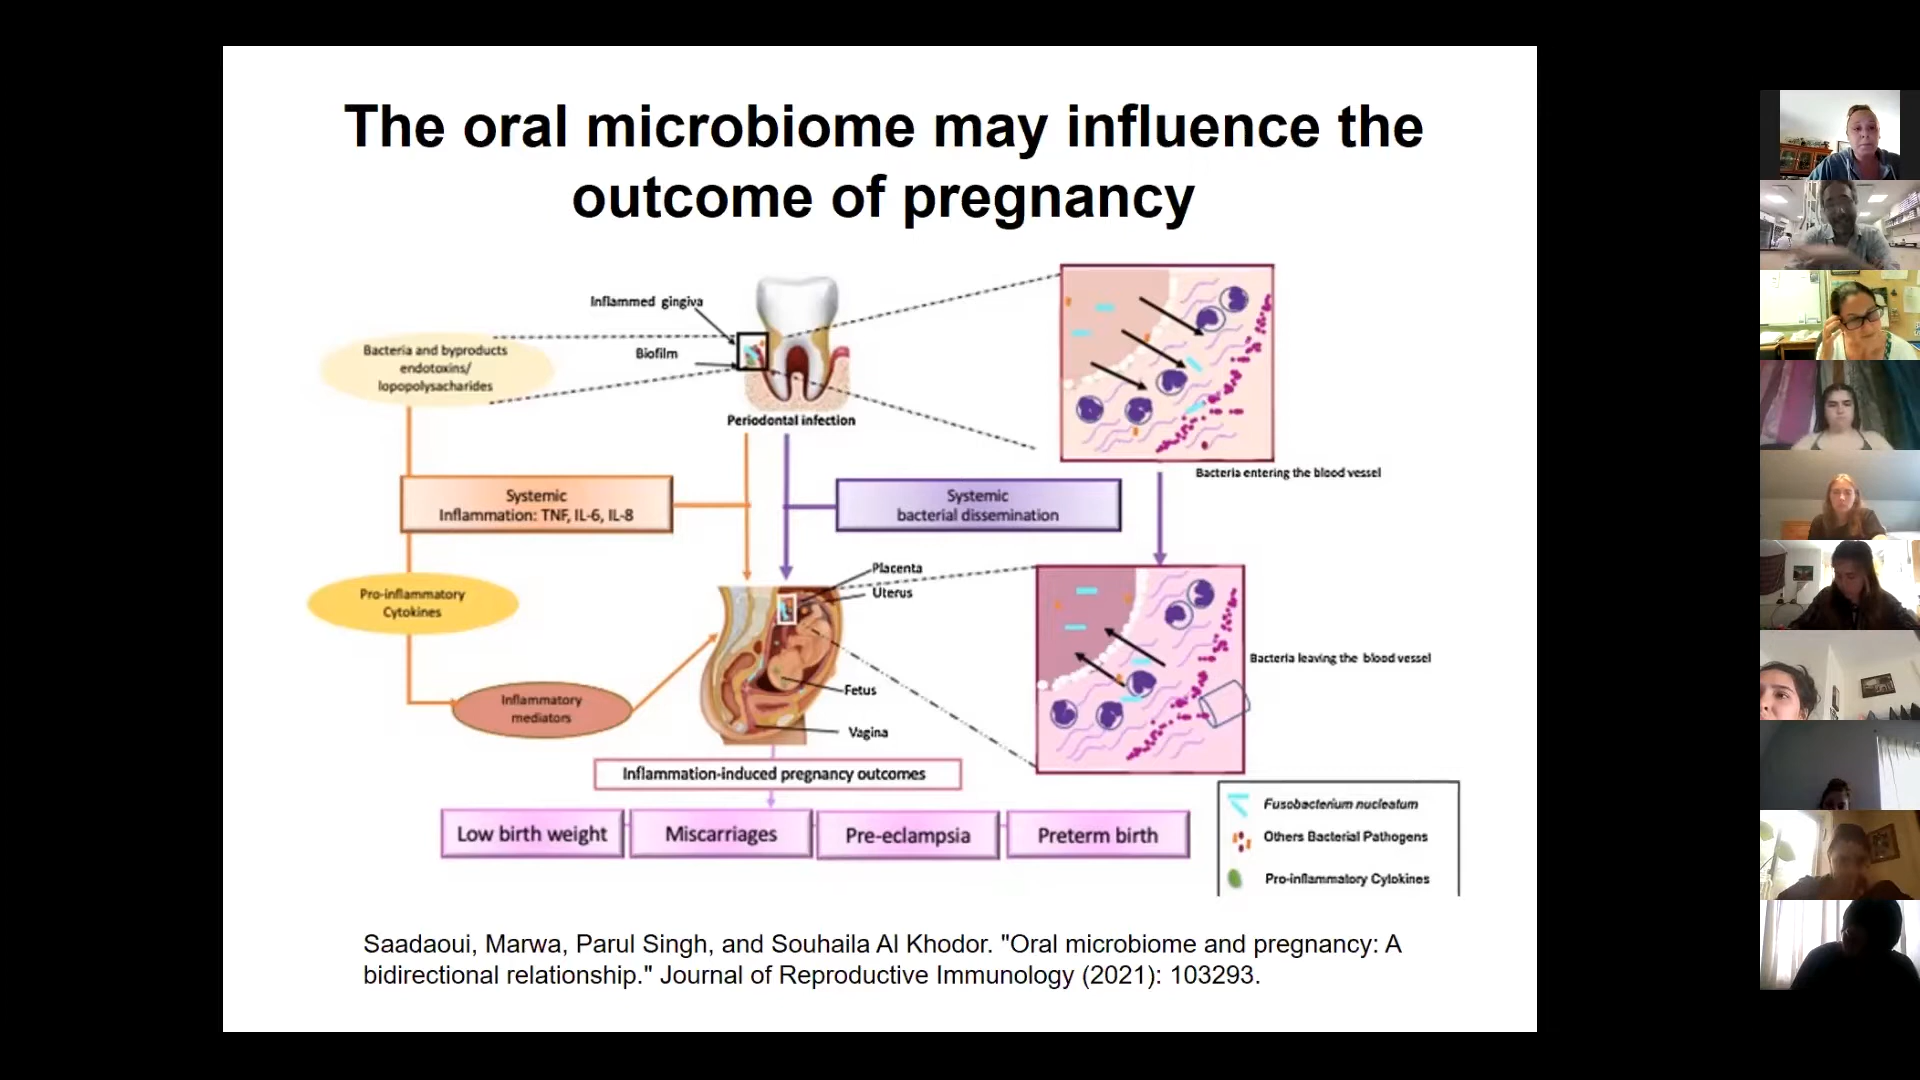 The oral microbiome may influence the
outcome of pregnancy
Inflammed gingiva
Biofilm
Bacteria and byproducts
endotoxins/
lopopolysacharides
Periodontal infection
Bacteria entering the blood vessel
Systemic
Inflammation: TNF, IL-6, IL-8
Systemic
bacterial dissemination
Placenta
Uterus
Pro-inflammatory
Cytokines
Bacteria leaving the blood vessel
Fetus
Inflammatory
mediators
Vagina
Inflammation-induced pregnancy outcomes
Low birth weight
Miscarriages
Pre-eclampsia
Preterm birth
Fusobacterium nucleatum
Others Bacterial Pathogens
Pro-inflammatory Cytokines
Saadaoui, Marwa, Parul Singh, and Souhaila Al Khodor. "Oral microbiome and pregnancy: A
bidirectional relationship." Journal of Reproductive Immunology (2021): 103293.